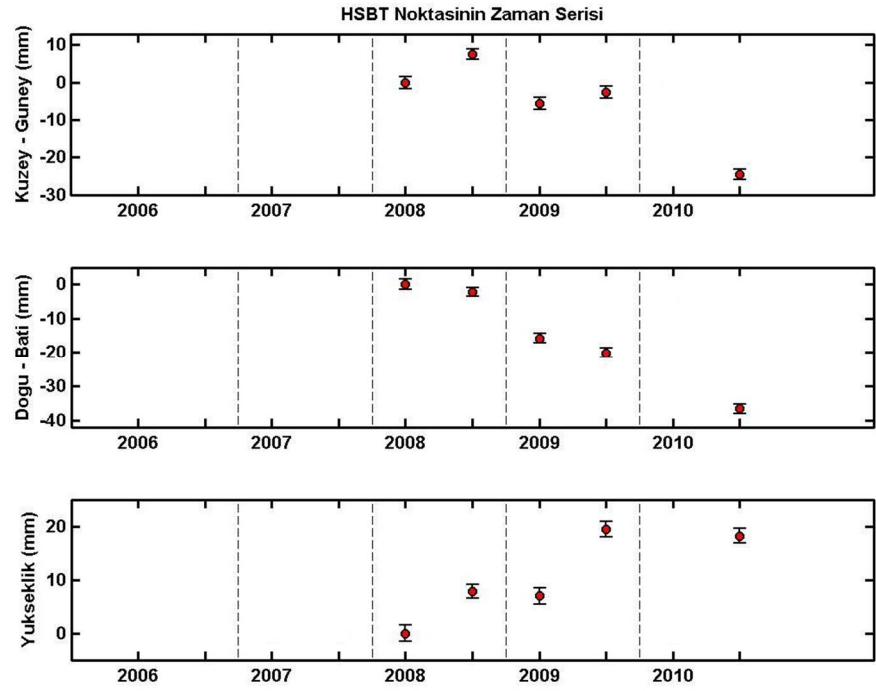 HSBT Noktasinin Zaman Serisi
Kuzey - Guney (mm)
10
0
-10
-20
-30
2006 2007 2008 2009 2010
Dogu - Bati (mm)
0
-10
-20
-30
-40
2006 2007 2008 2009 2010
Yukseklik (mm)
20
10
0
2006 2007 2008 2009 2010